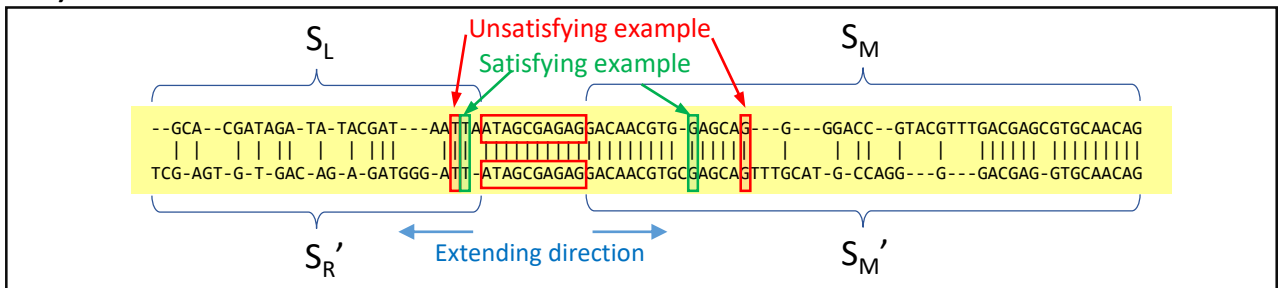 Unsatisfying example
S_L
S_M
Satisfying example
--GCA--CGATAGA-TA-TACGAT---AATTAATAGCGAGAGGACAACGTG-GAGCAG---G---GGACC--GTACGTTTGACGAGCGTGCAACAG
TCG-AGT-G-T-GAC-AG-A-GATGGG-ATT-ATAGCGAGAGGACAACGTGCGAGCAGTTTGCAT-G-CCAGG---G---GACGAG-GTGCAACAG
S_R'
Extending direction
S_M'